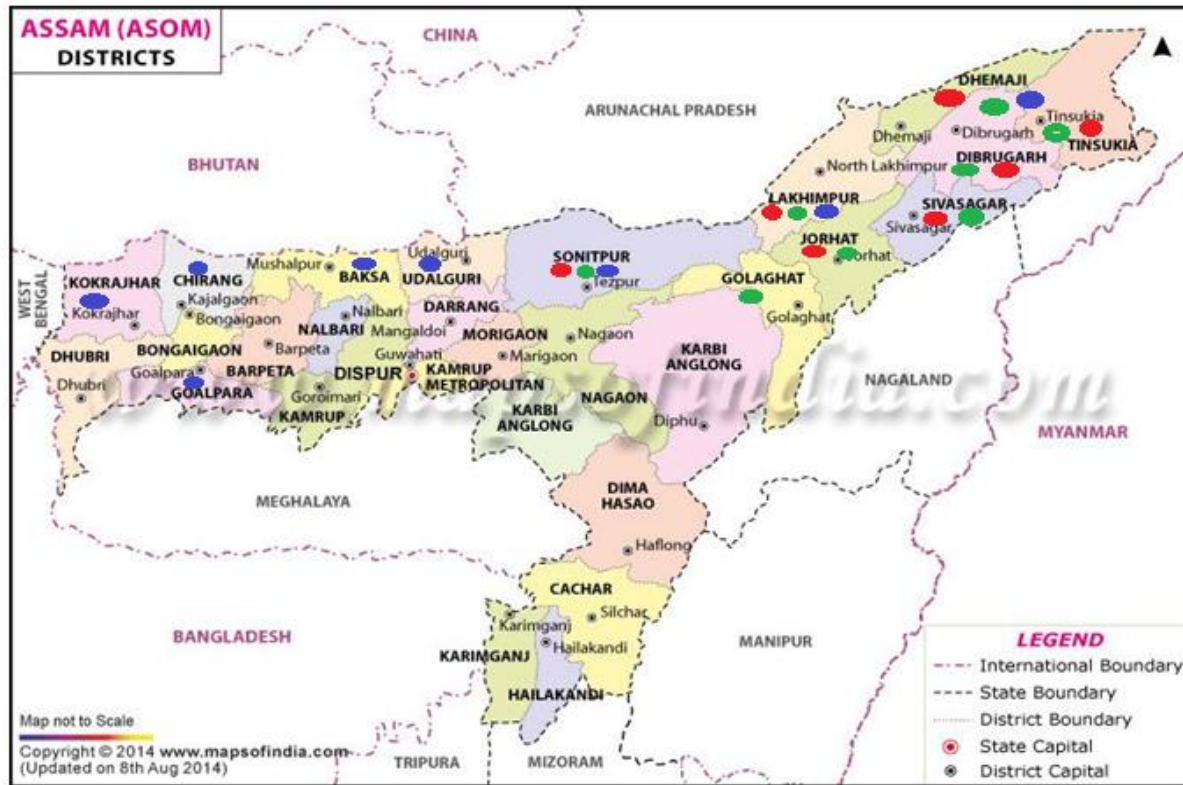 ASSAM (ASOM)
DISTRICTS
CHINA
ARUNACHAL PRADESH
BHUTAN
DHEMAJI
Tinsukia
Dhemaji
Dibrugarh
TINSUKIA
North Lakhimpur
DIBRUGARH
LAKHIMPUR
SIVASAGAR
Sivasagar
JORHAT
Jorhat
WEST
BENGAL
KOKRAJHAR
Kokrajhar
CHIRANG
Kajalgaon
Bongaigaon
Mushalpur
BAKSA
Udalguri
UDALGURI
SONITPUR
Tezpur
GOLAGHAT
Golaghat
NALBARI
Nalbari
DARRANG
Mangaldoi
MORIGAON
Marigaon
Nagaon
DHUBRI
Dhubri
BONGAIGAON
Goalpara
GOALPARA
BARPETA
Barpeta
Guwahati
DISPUR
KAMRUP
METROPOLITAN
Goroimari
KAMRUP
KARBI
ANGLONG
NAGAON
KARBI
ANGLONG
Diphu
NAGALAND
www.mapsofindia.com
MYANMAR
MEGHALAYA
DIMA
HASAO
Haflong
CACHAR
Silchar
BANGLADESH
Karimganj
KARIMGANJ
Hailakandi
HAILAKANDI
MANIPUR
TRIPURA
MIZORAM
Map not to Scale
Copyright © 2014 www.mapsofindia.com
(Updated on 8th Aug 2014)
LEGEND
International Boundary
State Boundary
District Boundary
State Capital
District Capital